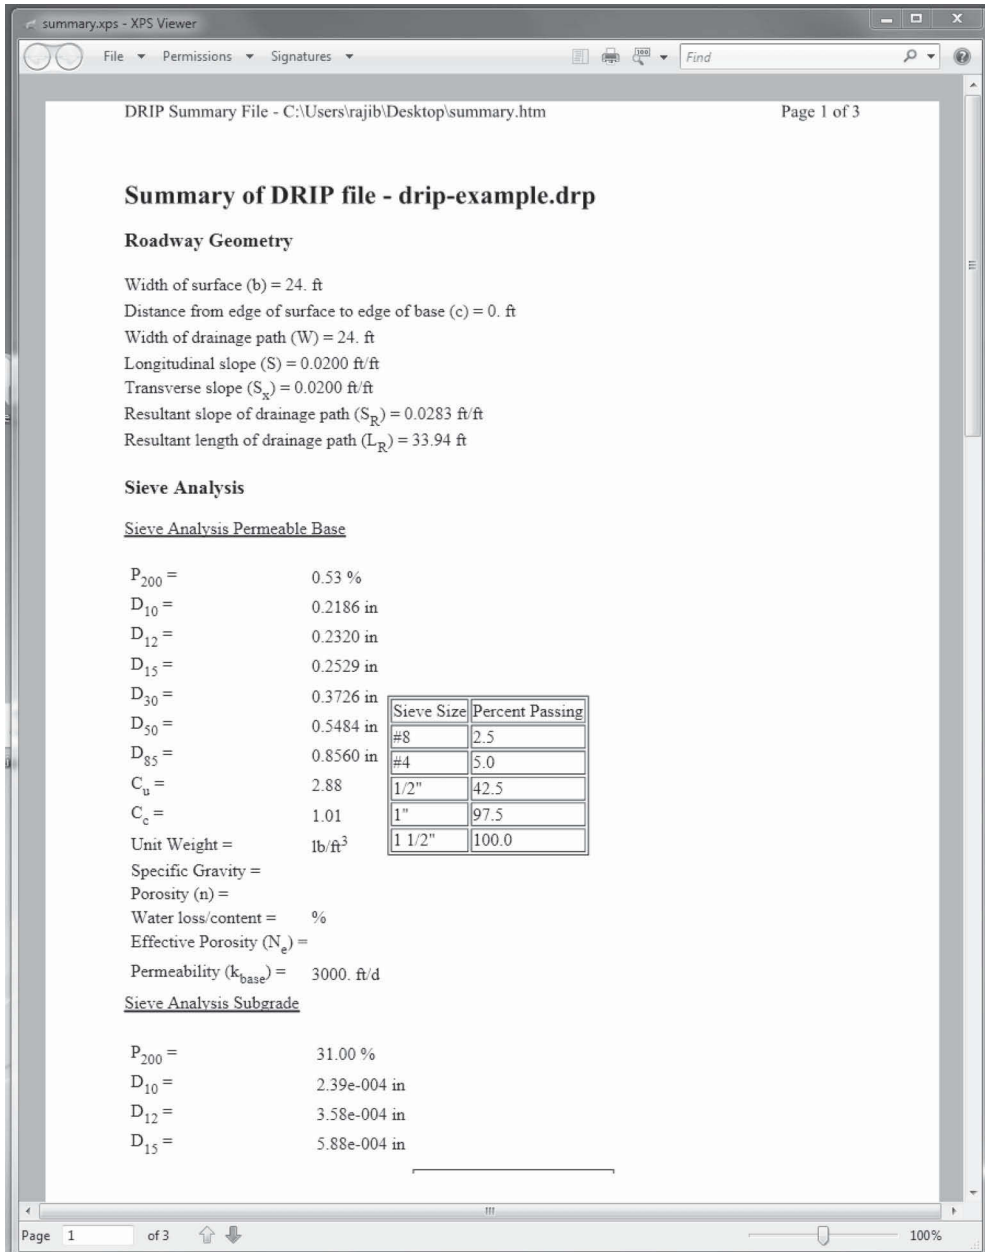 summary.xps - XPS Viewer
File Permissions Signatures Find
DRIP Summary File - C:\Users\rajib\Desktop\summary.htm Page 1 of 3
Summary of DRIP file - drip-example.drp
Roadway Geometry
Width of surface (b) = 24. ft
Distance from edge of surface to edge of base (c) = 0. ft
Width of drainage path (W) = 24. ft
Longitudinal slope (S) = 0.0200 ft/ft
Transverse slope (Sx) = 0.0200 ft/ft
Resultant slope of drainage path (SR) = 0.0283 ft/ft
Resultant length of drainage path (LR) = 33.94 ft
Sieve Analysis
Sieve Analysis Permeable Base
P200 = 0.53 %
D10 = 0.2186 in
D12 = 0.2320 in
D15 = 0.2529 in
D30 = 0.3726 in
D50 = 0.5484 in
D85 = 0.8560 in
Cu = 2.88
Cc = 1.01
Unit Weight = lb/ft3
Specific Gravity =
Porosity (n) =
Water loss/content = %
Effective Porosity (Ne) =
Permeability (kbase) = 3000. ft/d
Sieve Size Percent Passing
#8 2.5
#4 5.0
1/2" 42.5
1" 97.5
1 1/2" 100.0
Sieve Analysis Subgrade
P200 = 31.00 %
D10 = 2.39e-004 in
D12 = 3.58e-004 in
D15 = 5.88e-004 in
Page 1 of 3 100%